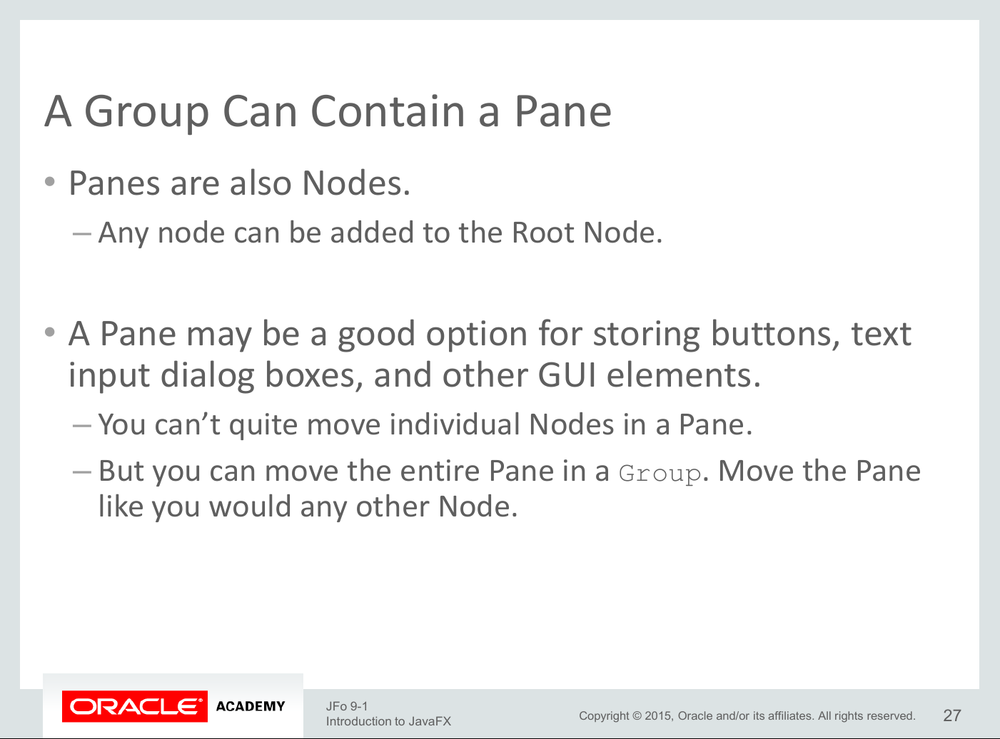 A Group Can Contain a Pane
• Panes are also Nodes.
– Any node can be added to the Root Node.
• A Pane may be a good option for storing buttons, text
input dialog boxes, and other GUI elements.
– You can’t quite move individual Nodes in a Pane.
– But you can move the entire Pane in a Group. Move the Pane
like you would any other Node.
ORACLE® ACADEMY
JFo 9-1
Introduction to JavaFX
Copyright © 2015, Oracle and/or its affiliates. All rights reserved.
27